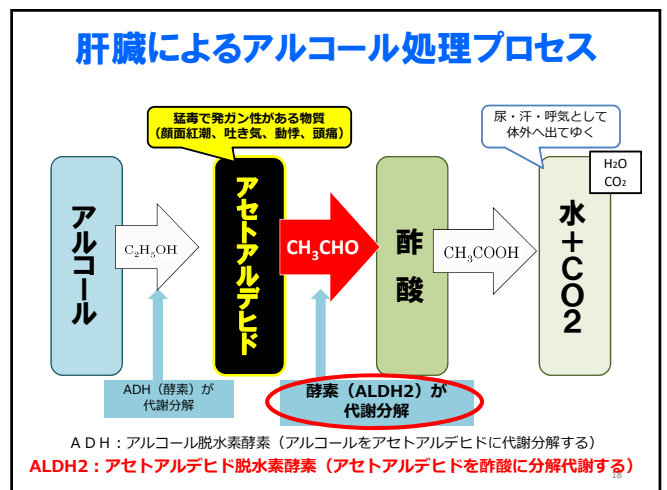 肝臓によるアルコール処理プロセス
猛毒で発ガン性がある物質
（顔面紅潮、吐き気、動悸、頭痛）
尿・汗・呼気として
体外へ出てゆく
H2O
CO2
アルコール
C₂H₅OH
アセトアルデヒド
CH₃CHO
酢酸
CH₃COOH
水＋CO2
ADH（酵素）が
代謝分解
酵素（ALDH2）が
代謝分解
ＡＤＨ：アルコール脱水素酵素（アルコールをアセトアルデヒドに代謝分解する）
ALDH2：アセトアルデヒド脱水素酵素（アセトアルデヒドを酢酸に分解代謝する）
18